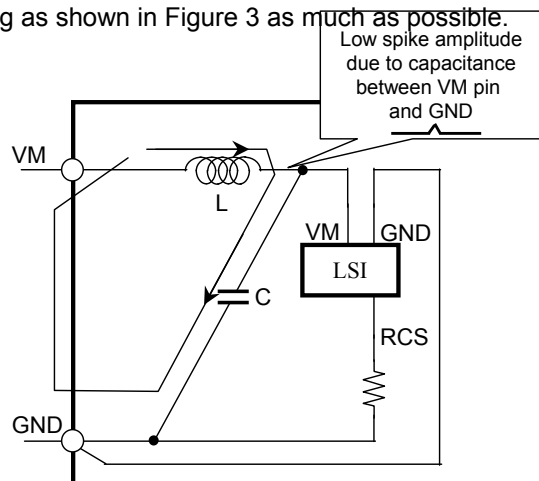 g as shown in Figure 3 as much as possible.
Low spike amplitude
due to capacitance
between VM pin
and GND
VM
L
VM GND
LSI
C
RCS
GND